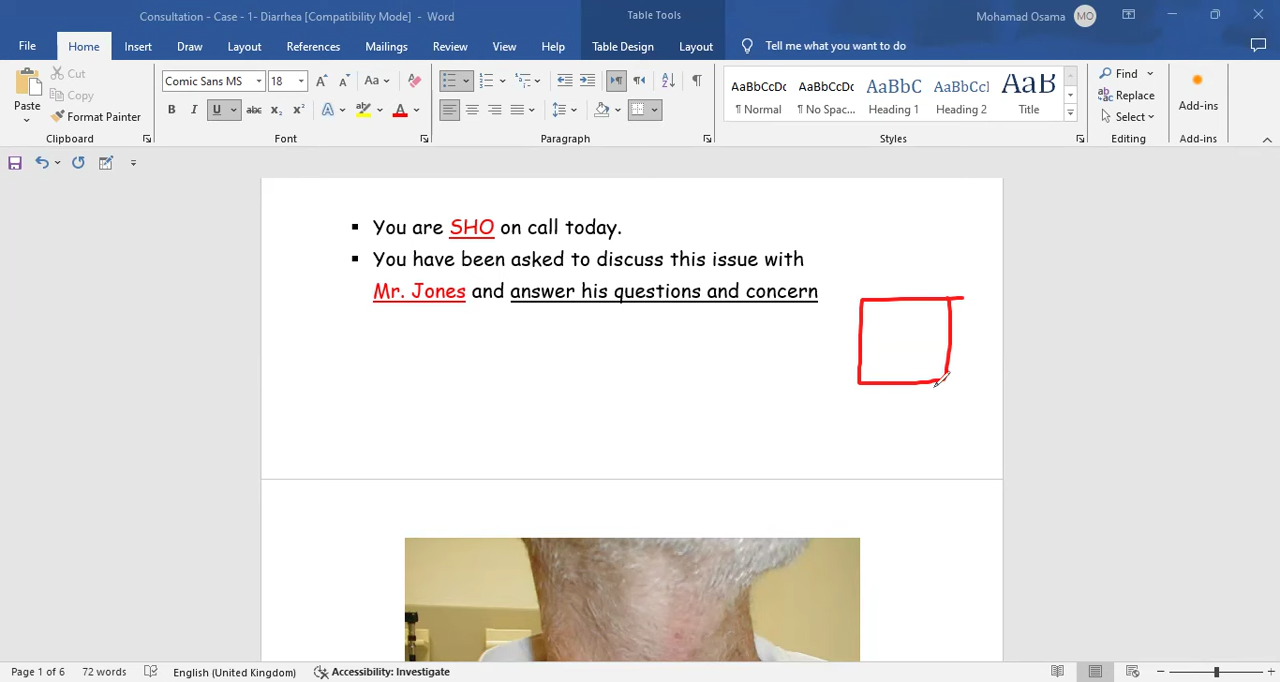 Consultation - Case - 1- Diarrhea [Compatibility Mode] - Word
Table Tools
Mohamad Osama
MO
File Home Insert Draw Layout References Mailings Review View Help Table Design Layout Tell me what you want to do
Paste
Cut
Copy
Format Painter
Clipboard
Comic Sans MS 18
Font
Paragraph
AaBbCcDc
¶ Normal
AaBbCcDc
¶ No Spac...
AaBbC
Heading 1
AaBbCcl
Heading 2
AaB
Title
Styles
Find
Replace
Select
Editing
Add-ins
Add-ins
▪ You are SHO on call today.
▪ You have been asked to discuss this issue with
Mr. Jones and answer his questions and concern
Page 1 of 6 72 words English (United Kingdom) Accessibility: Investigate